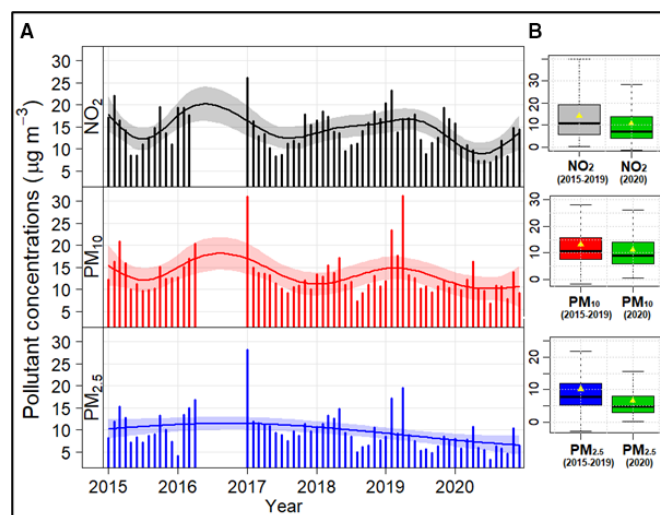 A
B
Pollutant concentrations (µg m⁻³)
NO₂
30
25
20
15
10
5
PM₁₀
30
25
20
15
10
5
PM₂.₅
30
25
20
15
10
5
2015 2016 2017 2018 2019 2020
Year
0 10 20 30
NO₂ NO₂
(2015-2019) (2020)
0 10 20 30
PM₁₀ PM₁₀
(2015-2019) (2020)
0 10 20
PM₂.₅ PM₂.₅
(2015-2019) (2020)